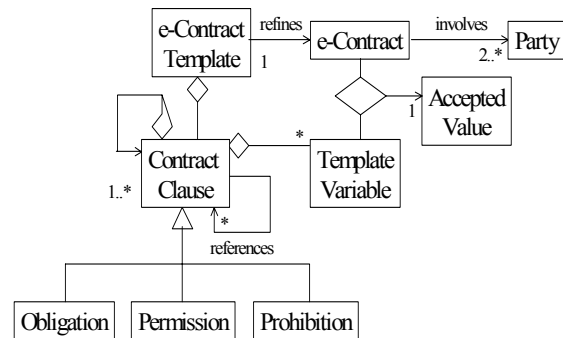 e-Contract
Template
refines
1
e-Contract
involves
2..*
Party
1
Accepted
Value
Contract
Clause
1..*
*
Template
Variable
*
references
Obligation
Permission
Prohibition